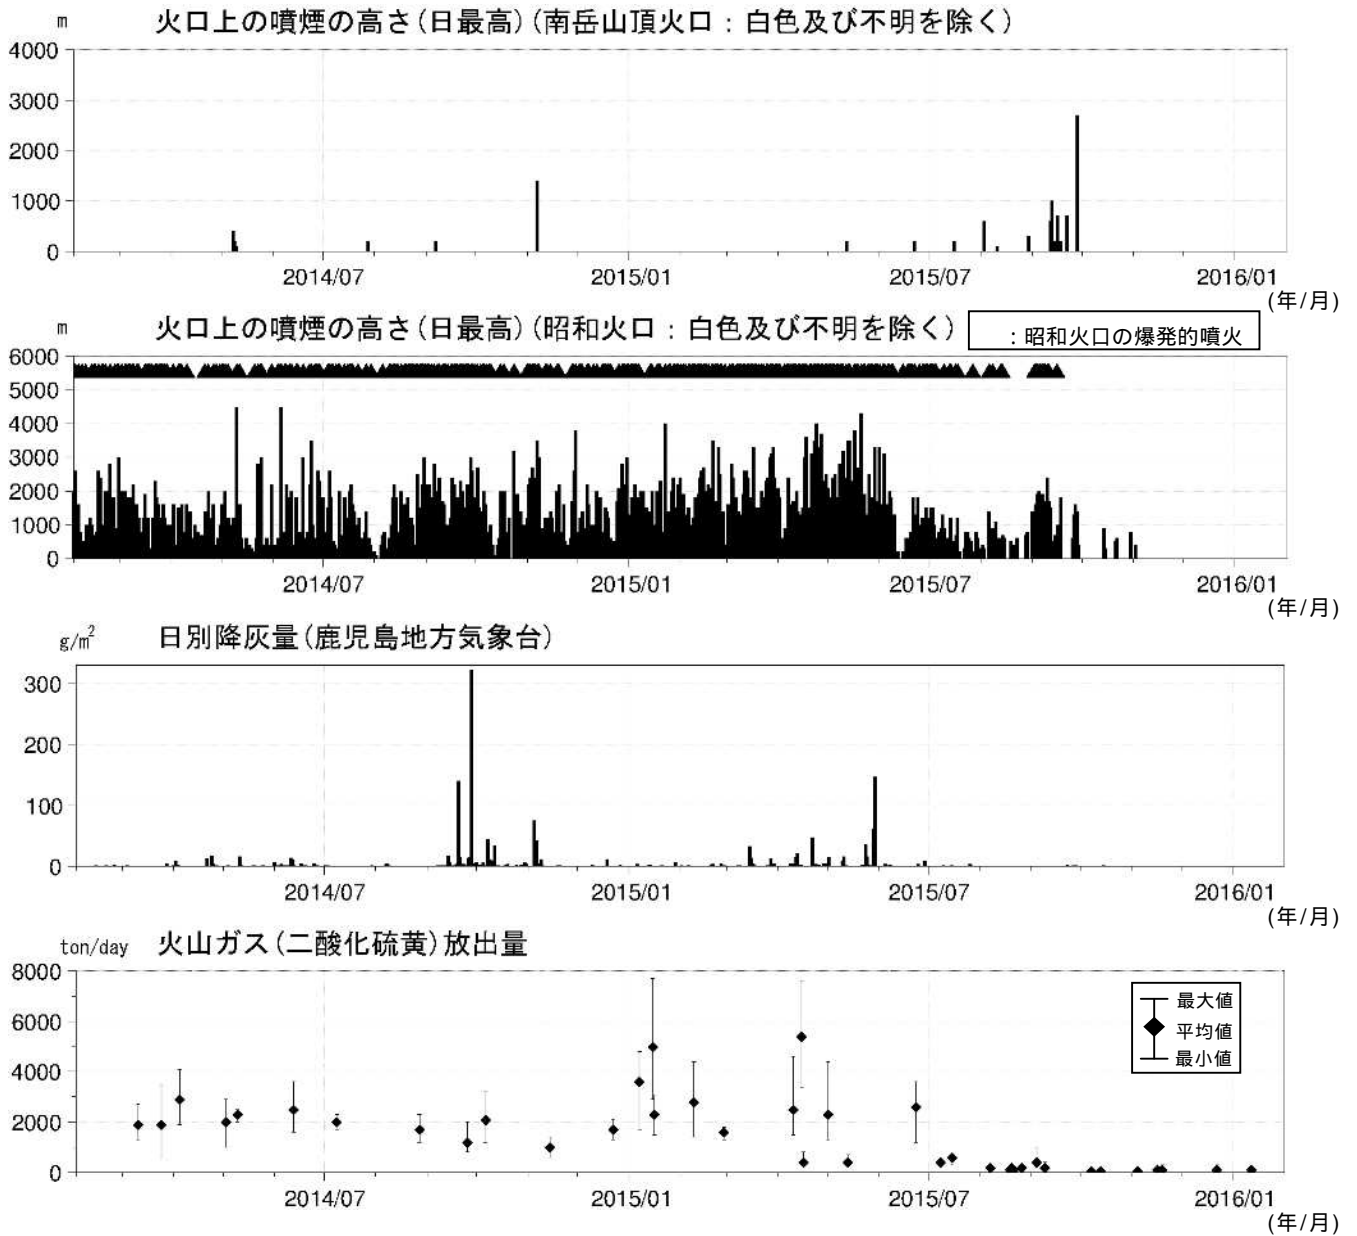 m 火口上の噴煙の高さ(日最高)(南岳山頂火口：白色及び不明を除く)
4000
3000
2000
1000
0
2014/07 2015/01 2015/07 2016/01
(年/月)
m 火口上の噴煙の高さ(日最高)(昭和火口：白色及び不明を除く)
：昭和火口の爆発的噴火
6000
5000
4000
3000
2000
1000
0
2014/07 2015/01 2015/07 2016/01
(年/月)
g/m² 日別降灰量(鹿児島地方気象台)
300
200
100
0
2014/07 2015/01 2015/07 2016/01
(年/月)
ton/day 火山ガス(二酸化硫黄)放出量
8000
6000
4000
2000
0
最大値
平均値
最小値
2014/07 2015/01 2015/07 2016/01
(年/月)